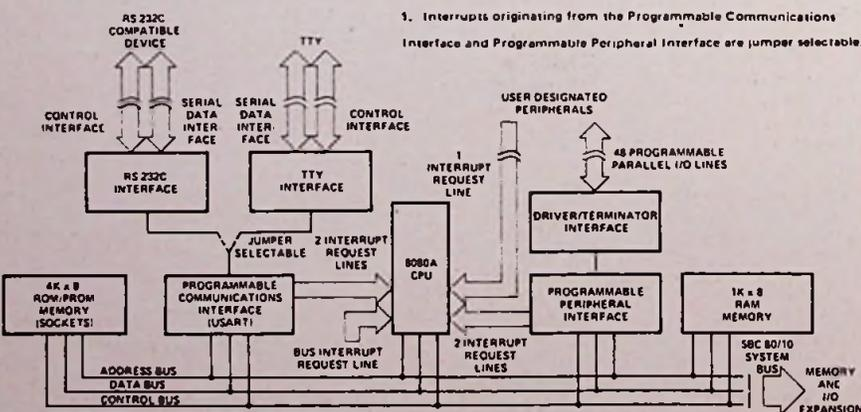 1. Interrupts originating from the Programmable Communications
Interface and Programmable Peripheral Interface are jumper selectable.
RS 232C
COMPATIBLE
DEVICE
TTY
CONTROL
INTERFACE
SERIAL
DATA
INTER-
FACE
SERIAL
DATA
INTER-
FACE
CONTROL
INTERFACE
USER DESIGNATED
PERIPHERALS
1
INTERRUPT
REQUEST
LINE
48 PROGRAMMABLE
PARALLEL I/O LINES
RS 232C
INTERFACE
TTY
INTERFACE
DRIVER/TERMINATOR
INTERFACE
JUMPER
SELECTABLE
2 INTERRUPT
REQUEST
LINES
8080A
CPU
4K x 8
ROM/PROM
MEMORY
(SOCKETS)
PROGRAMMABLE
COMMUNICATIONS
INTERFACE
(USART)
PROGRAMMABLE
PERIPHERAL
INTERFACE
1K x 8
RAM
MEMORY
BUS INTERRUPT
REQUEST LINE
2 INTERRUPT
REQUEST
LINES
SBC 80/10
SYSTEM
BUS
ADDRESS BUS
DATA BUS
CONTROL BUS
MEMORY
AND
I/O
EXPANSION